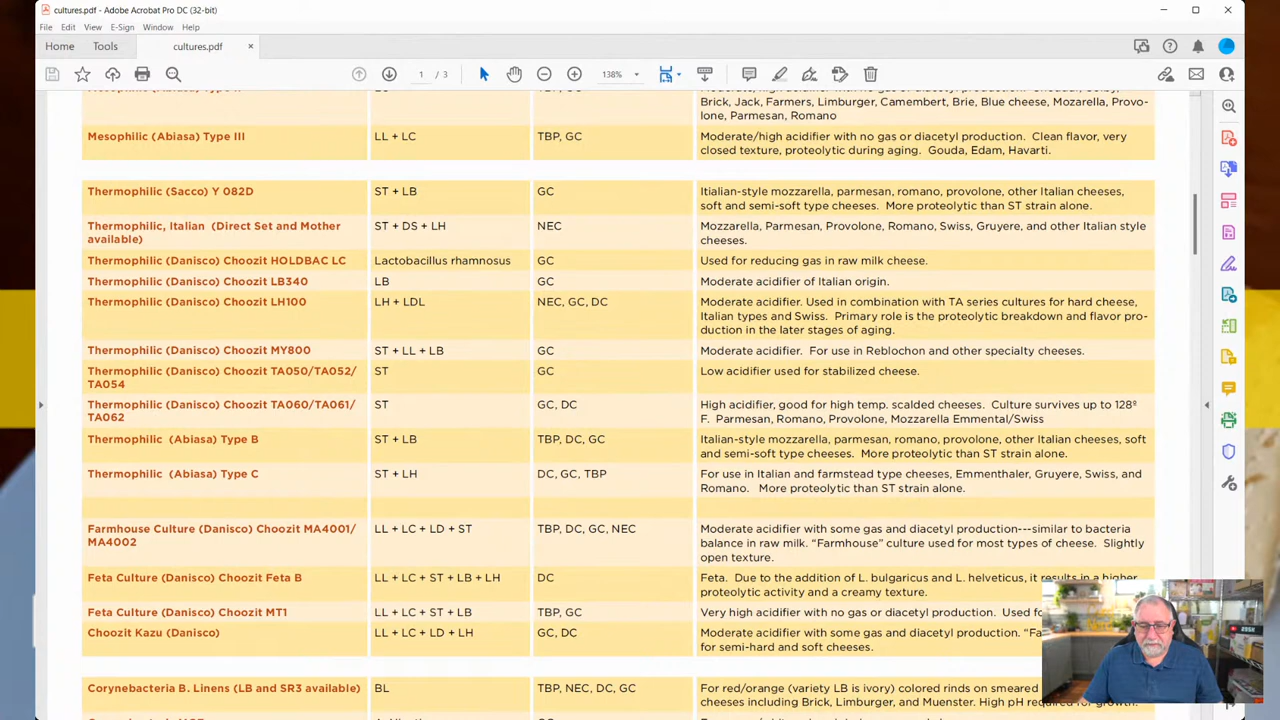 cultures.pdf - Adobe Acrobat Pro DC (32-bit)
File Edit View E-Sign Window Help
Home Tools cultures.pdf
1 / 3 138%
Brick, Jack, Farmers, Limburger, Camembert, Brie, Blue cheese, Mozarella, Provo-
lone, Parmesan, Romano
Mesophilic (Abiasa) Type III LL + LC TBP, GC Moderate/high acidifier with no gas or diacetyl production. Clean flavor, very
closed texture, proteolytic during aging. Gouda, Edam, Havarti.
Thermophilic (Sacco) Y 082D ST + LB GC Itialian-style mozzarella, parmesan, romano, provolone, other Italian cheeses,
soft and semi-soft type cheeses. More proteolytic than ST strain alone.
Thermophilic, Italian (Direct Set and Mother ST + DS + LH NEC Mozzarella, Parmesan, Provolone, Romano, Swiss, Gruyere, and other Italian style
available) cheeses.
Thermophilic (Danisco) Choozit HOLDBAC LC Lactobacillus rhamnosus GC Used for reducing gas in raw milk cheese.
Thermophilic (Danisco) Choozit LB340 LB GC Moderate acidifier of Italian origin.
Thermophilic (Danisco) Choozit LH100 LH + LDL NEC, GC, DC Moderate acidifier. Used in combination with TA series cultures for hard cheese,
Italian types and Swiss. Primary role is the proteolytic breakdown and flavor pro-
duction in the later stages of aging.
Thermophilic (Danisco) Choozit MY800 ST + LL + LB GC Moderate acidifier. For use in Reblochon and other specialty cheeses.
Thermophilic (Danisco) Choozit TA050/TA052/ ST GC Low acidifier used for stabilized cheese.
TA054
Thermophilic (Danisco) Choozit TA060/TA061/ ST GC, DC High acidifier, good for high temp. scalded cheeses. Culture survives up to 128º
TA062 F. Parmesan, Romano, Provolone, Mozzarella Emmental/Swiss
Thermophilic (Abiasa) Type B ST + LB TBP, DC, GC Italian-style mozzarella, parmesan, romano, provolone, other Italian cheeses, soft
and semi-soft type cheeses. More proteolytic than ST strain alone.
Thermophilic (Abiasa) Type C ST + LH DC, GC, TBP For use in Italian and farmstead type cheeses, Emmenthaler, Gruyere, Swiss, and
Romano. More proteolytic than ST strain alone.
Farmhouse Culture (Danisco) Choozit MA4001/ LL + LC + LD + ST TBP, DC, GC, NEC Moderate acidifier with some gas and diacetyl production---similar to bacteria
MA4002 balance in raw milk. “Farmhouse” culture used for most types of cheese. Slightly
open texture.
Feta Culture (Danisco) Choozit Feta B LL + LC + ST + LB + LH DC Feta. Due to the addition of L. bulgaricus and L. helveticus, it results in a higher
proteolytic activity and a creamy texture.
Feta Culture (Danisco) Choozit MT1 LL + LC + ST + LB TBP, GC Very high acidifier with no gas or diacetyl production. Used
Choozit Kazu (Danisco) LL + LC + LD + LH GC, DC Moderate acidifier with some gas and diacetyl production.
for semi-hard and soft cheeses.
Corynebacteria B. Linens (LB and SR3 available) BL TBP, NEC, DC, GC For red/orange (variety LB is ivory) colored rinds on smeared
cheeses including Brick, Limburger, and Muenster. High pH required for growth.